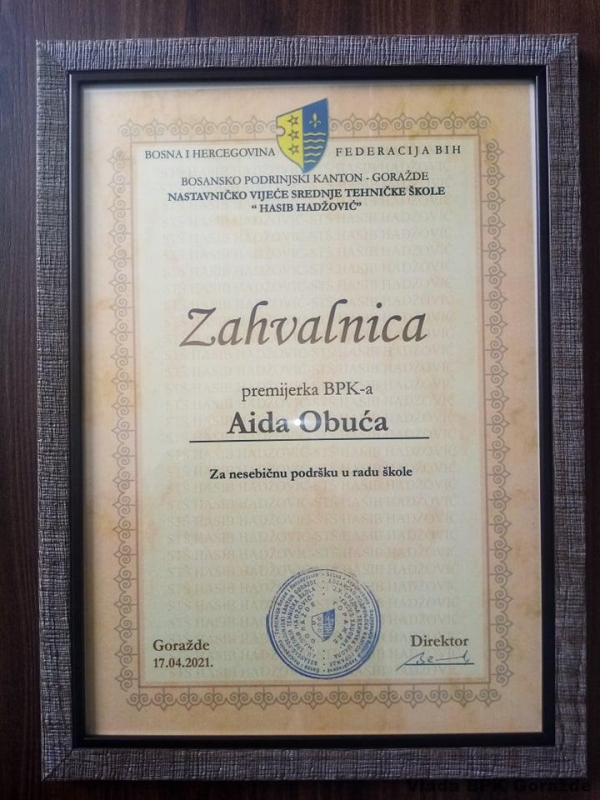 BOSNA I HERCEGOVINA FEDERACIJA BIH
BOSANSKO PODRINJSKI KANTON - GORAŽDE
NASTAVNIČKO VIJEĆE SREDNJE TEHNIČKE ŠKOLE
" HASIB HADŽOVIĆ"
Zahvalnica
premijerka BPK-a
Aida Obuća
Za nesebičnu podršku u radu škole
Goražde
17.04.2021.
Direktor
Vlada BPK Goražde